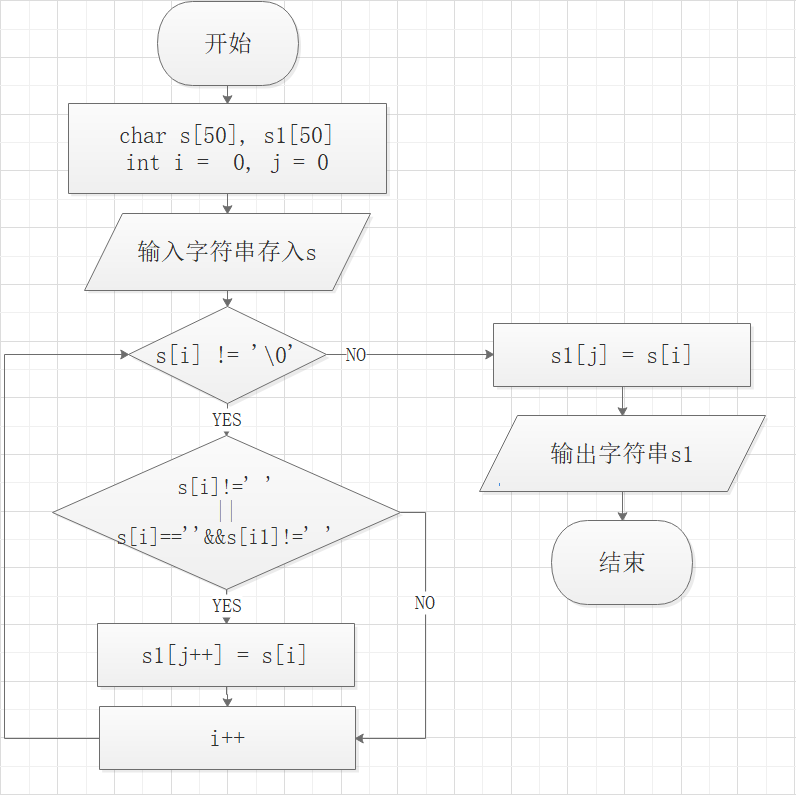 开始
char s[50], s1[50]
int i =  0, j = 0
输入字符串存入s
s[i] != '\0'
NO
s1[j] = s[i]
YES
输出字符串s1
s[i]!=' '
||
s[i]==''&&s[i1]!=' '
结束
YES
NO
s1[j++] = s[i]
i++